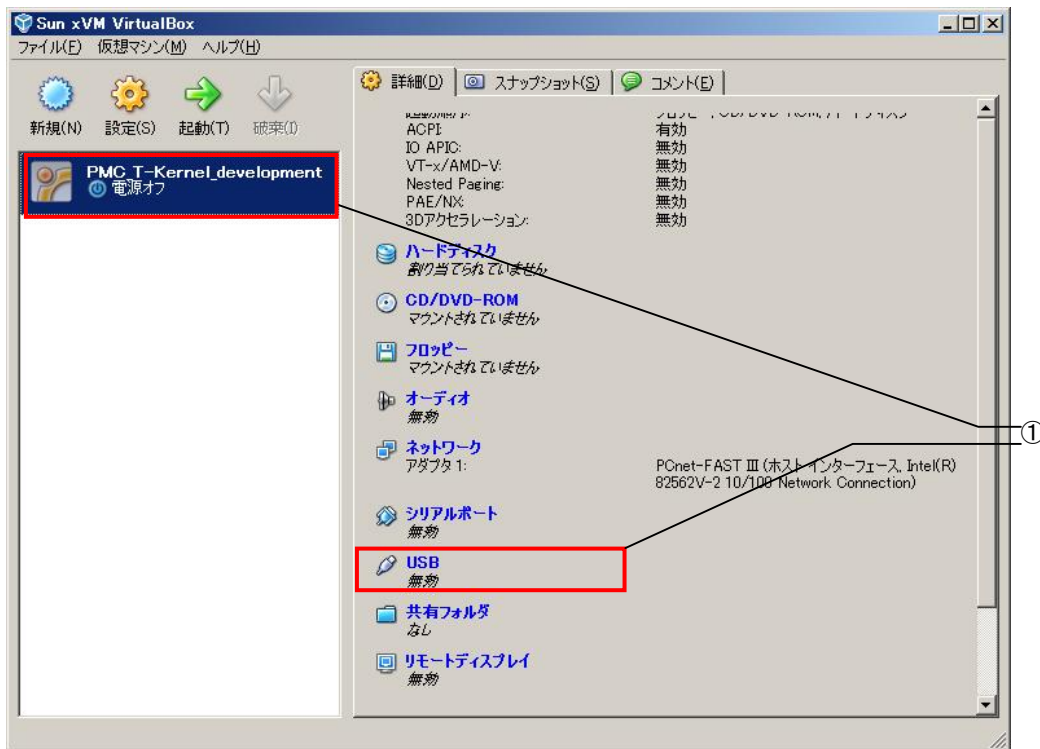 Sun xVM VirtualBox
ファイル(F) 仮想マシン(M) ヘルプ(H)
新規(N) 設定(S) 起動(T) 破棄(I)
PMC_T-Kernel_development
電源オフ
詳細(D) スナップショット(S) コメント(E)
ACPI: 有効
IO APIC: 無効
VT-x/AMD-V: 無効
Nested Paging: 無効
PAE/NX: 無効
3Dアクセラレーション: 無効
ハードディスク
割り当てられていません
CD/DVD-ROM
マウントされていません
フロッピー
マウントされていません
オーディオ
無効
ネットワーク
アダプタ 1: PCnet-FAST III (ホスト インターフェース, Intel(R)
82562V-2 10/100 Network Connection)
シリアルポート
無効
USB
無効
共有フォルダ
なし
リモートディスプレイ
無効
①